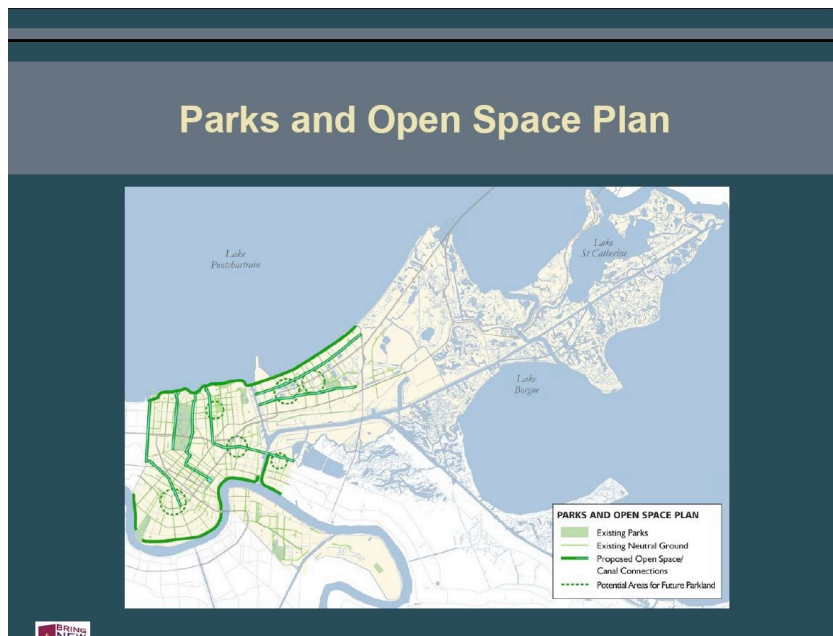 Parks and Open Space Plan
Lake
Pontchartrain
Lake
St Catherine
Lake
Borgne
PARKS AND OPEN SPACE PLAN
Existing Parks
Existing Neutral Ground
Proposed Open Space/
Canal Connections
Potential Areas for Future Parkland
BRING
NEW